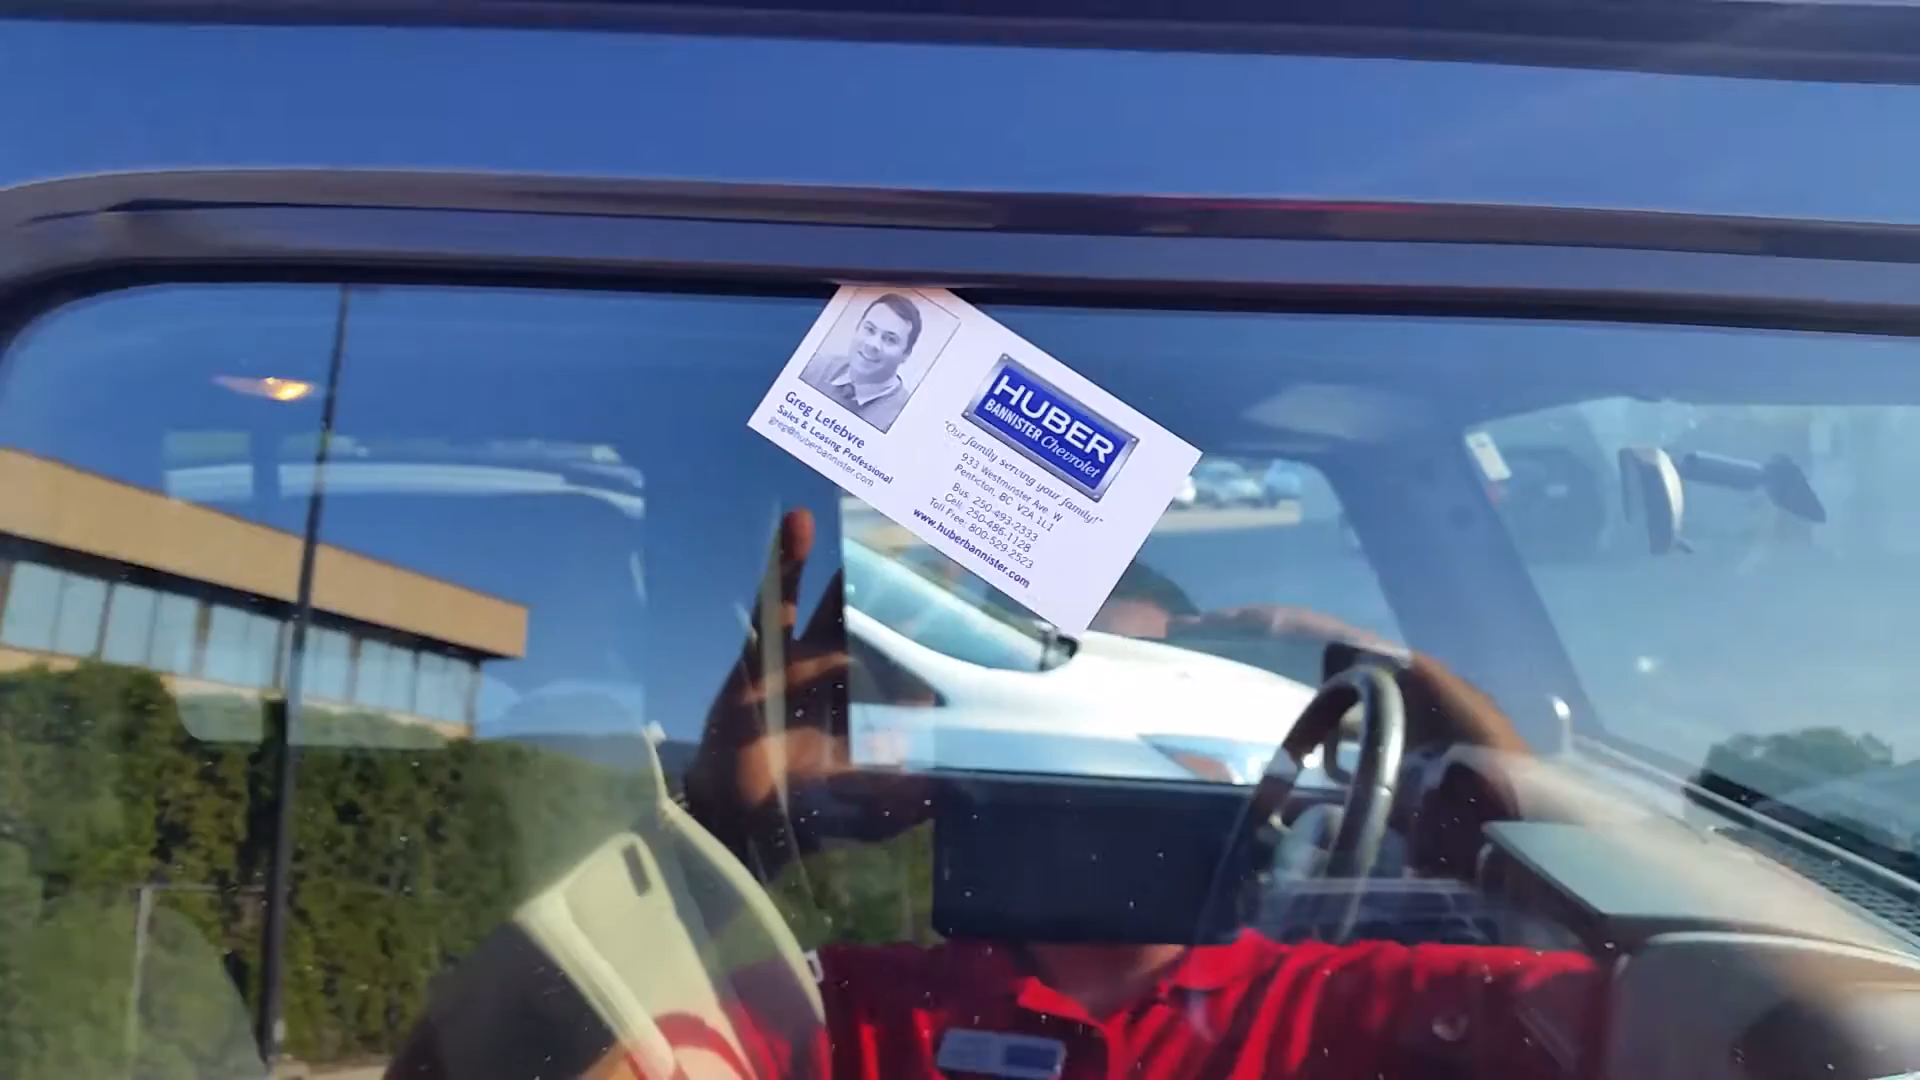 Greg Lefebvre
Sales & Leasing Professional
greg@huberbannister.com
HUBER
BANNISTER Chevrolet
"Our family serving your family!"
933 Westminster Ave. W
Penticton, BC V2A 1L1
Bus: 250-493-2333
Cell: 250-486-1128
Toll Free: 800-529-2523
www.huberbannister.com